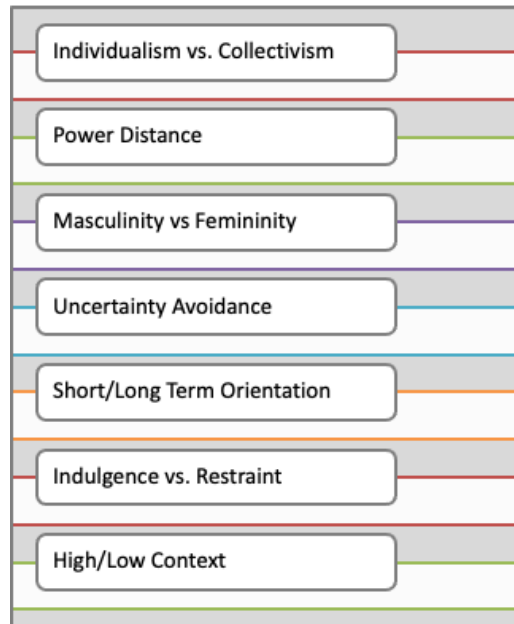 Individualism vs. Collectivism
Power Distance
Masculinity vs Femininity
Uncertainty Avoidance
Short/Long Term Orientation
Indulgence vs. Restraint
High/Low Context